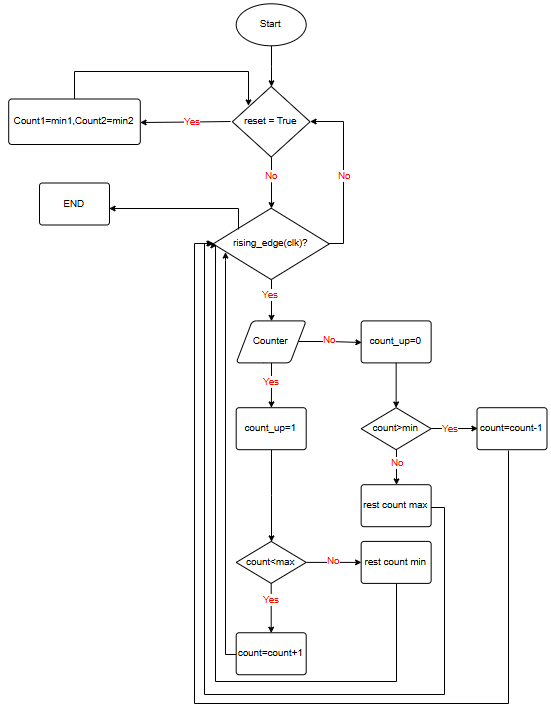 Start
reset = True
Yes
Count1=min1,Count2=min2
No
No
END
rising_edge(clk)?
Yes
Counter
No
count_up=0
Yes
count_up=1
count>min
Yes
count=count-1
No
rest count max
count<max
No
rest count min
Yes
count=count+1